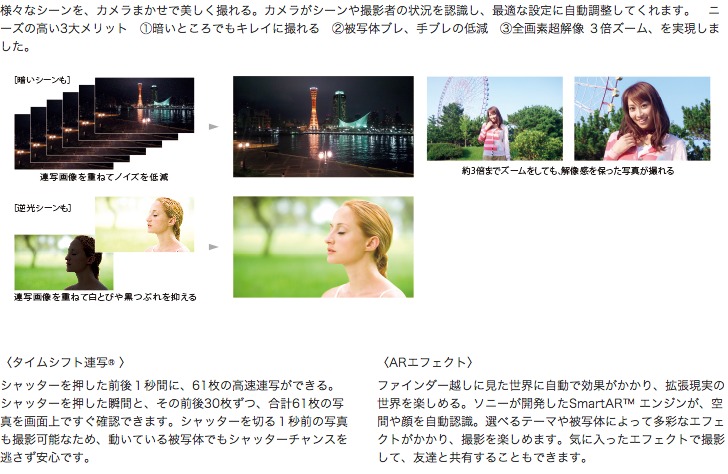 様々なシーンを、カメラまかせで美しく撮れる。カメラがシーンや撮影者の状況を認識し、最適な設定に自動調整してくれます。　ニ
ーズの高い3大メリット　①暗いところでもキレイに撮れる　②被写体ブレ、手ブレの低減　③全画素超解像 ３倍ズーム、を実現しま
した。
[暗いシーンも]
連写画像を重ねてノイズを低減
約3倍までズームをしても、解像感を保った写真が撮れる
[逆光シーンも]
連写画像を重ねて白とびや黒つぶれを抑える
〈タイムシフト連写® 〉
シャッターを押した前後１秒間に、61枚の高速連写ができる。
シャッターを押した瞬間と、その前後30枚ずつ、合計61枚の写
真を画面上ですぐ確認できます。シャッターを切る１秒前の写真
も撮影可能なため、動いている被写体でもシャッターチャンスを
逃さず安心です。
〈ARエフェクト〉
ファインダー越しに見た世界に自動で効果がかかり、拡張現実の
世界を楽しめる。ソニーが開発したSmartAR™ エンジンが、空
間や顔を自動認識。選べるテーマや被写体によって多彩なエフェ
クトがかかり、撮影を楽しめます。気に入ったエフェクトで撮影
して、友達と共有することもできます。